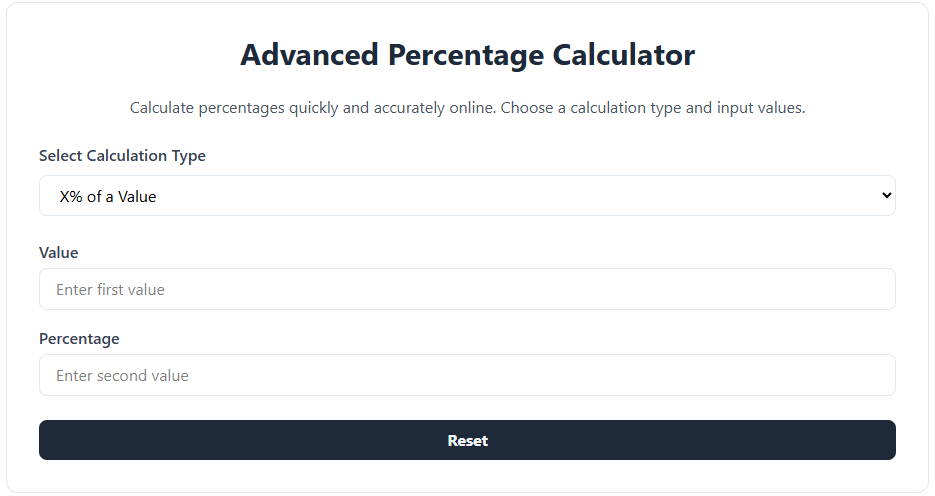 Advanced Percentage Calculator
Calculate percentages quickly and accurately online. Choose a calculation type and input values.
Select Calculation Type
X% of a Value
Value
Enter first value
Percentage
Enter second value
Reset